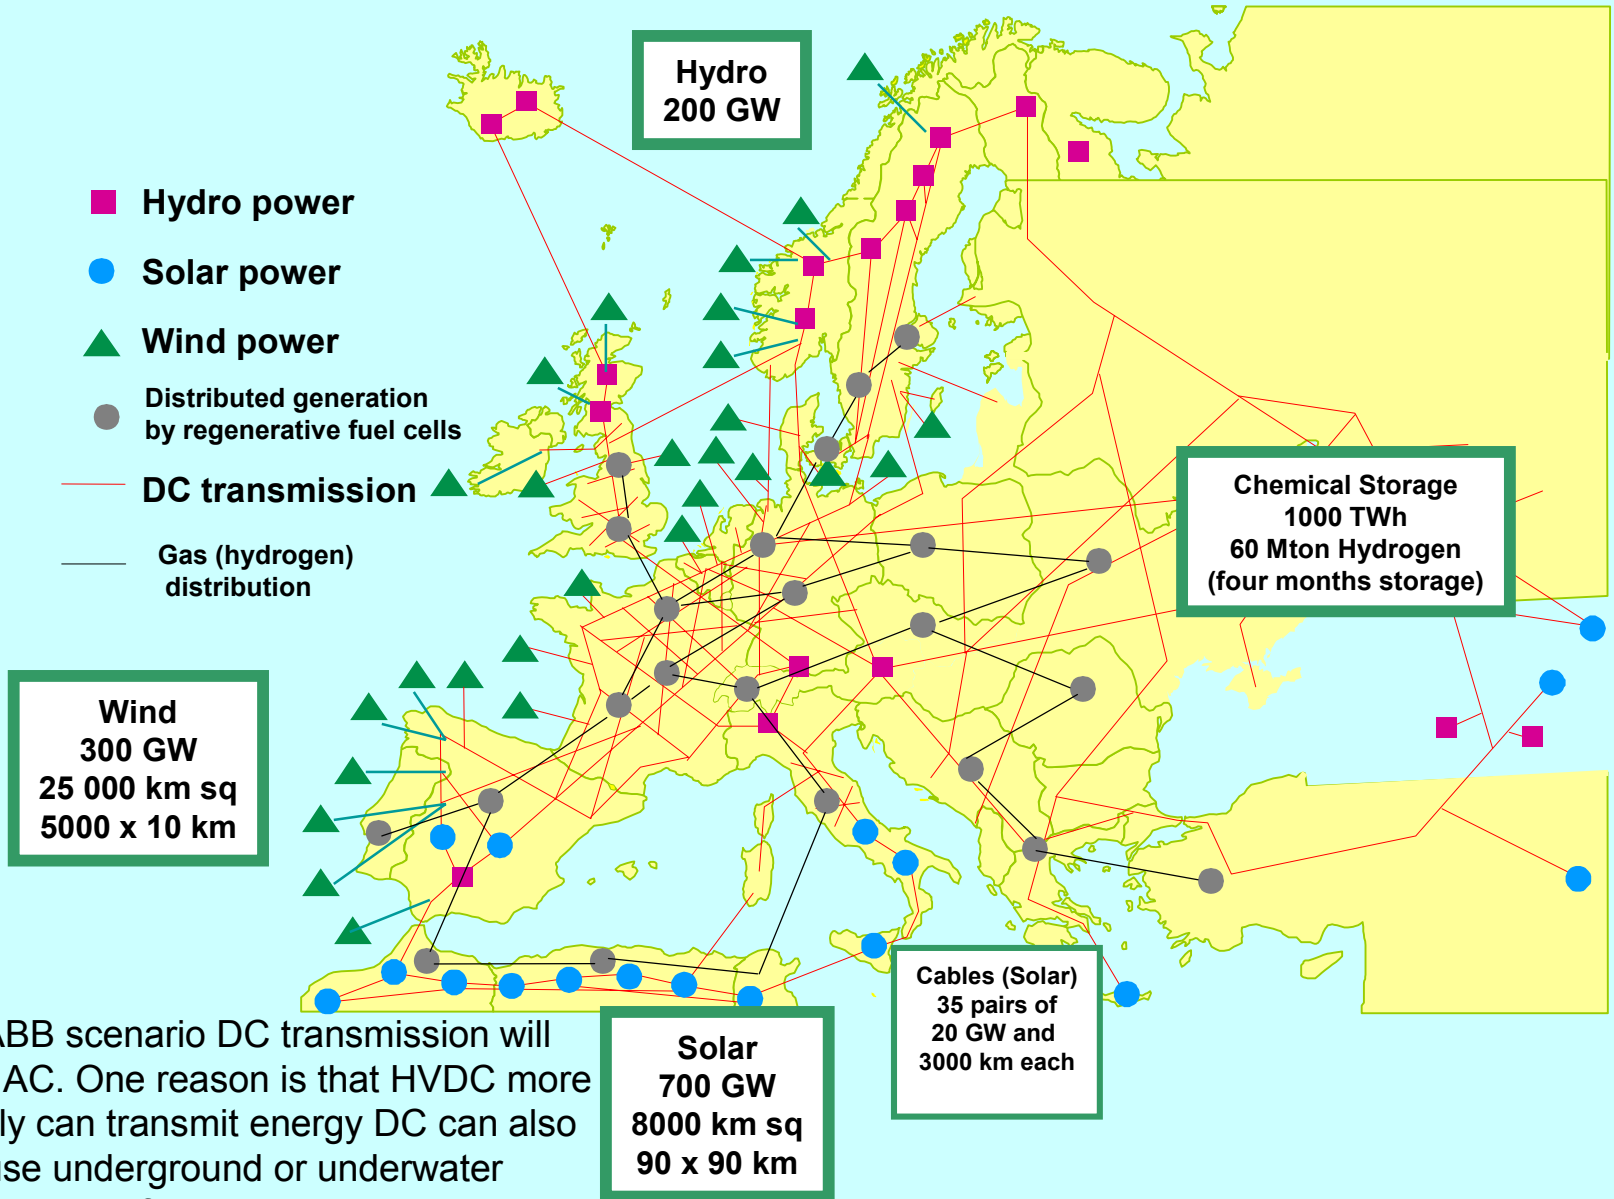 Hydro
200 GW
Hydro power
Solar power
Wind power
Distributed generation
by regenerative fuel cells
DC transmission
Gas (hydrogen)
distribution
Chemical Storage
1000 TWh
60 Mton Hydrogen
(four months storage)
Wind
300 GW
25 000 km sq
5000 x 10 km
Cables (Solar)
35 pairs of
20 GW and
3000 km each
Solar
700 GW
8000 km sq
90 x 90 km
ABB scenario DC transmission will
AC. One reason is that HVDC more
ly can transmit energy DC can also
use underground or underwater